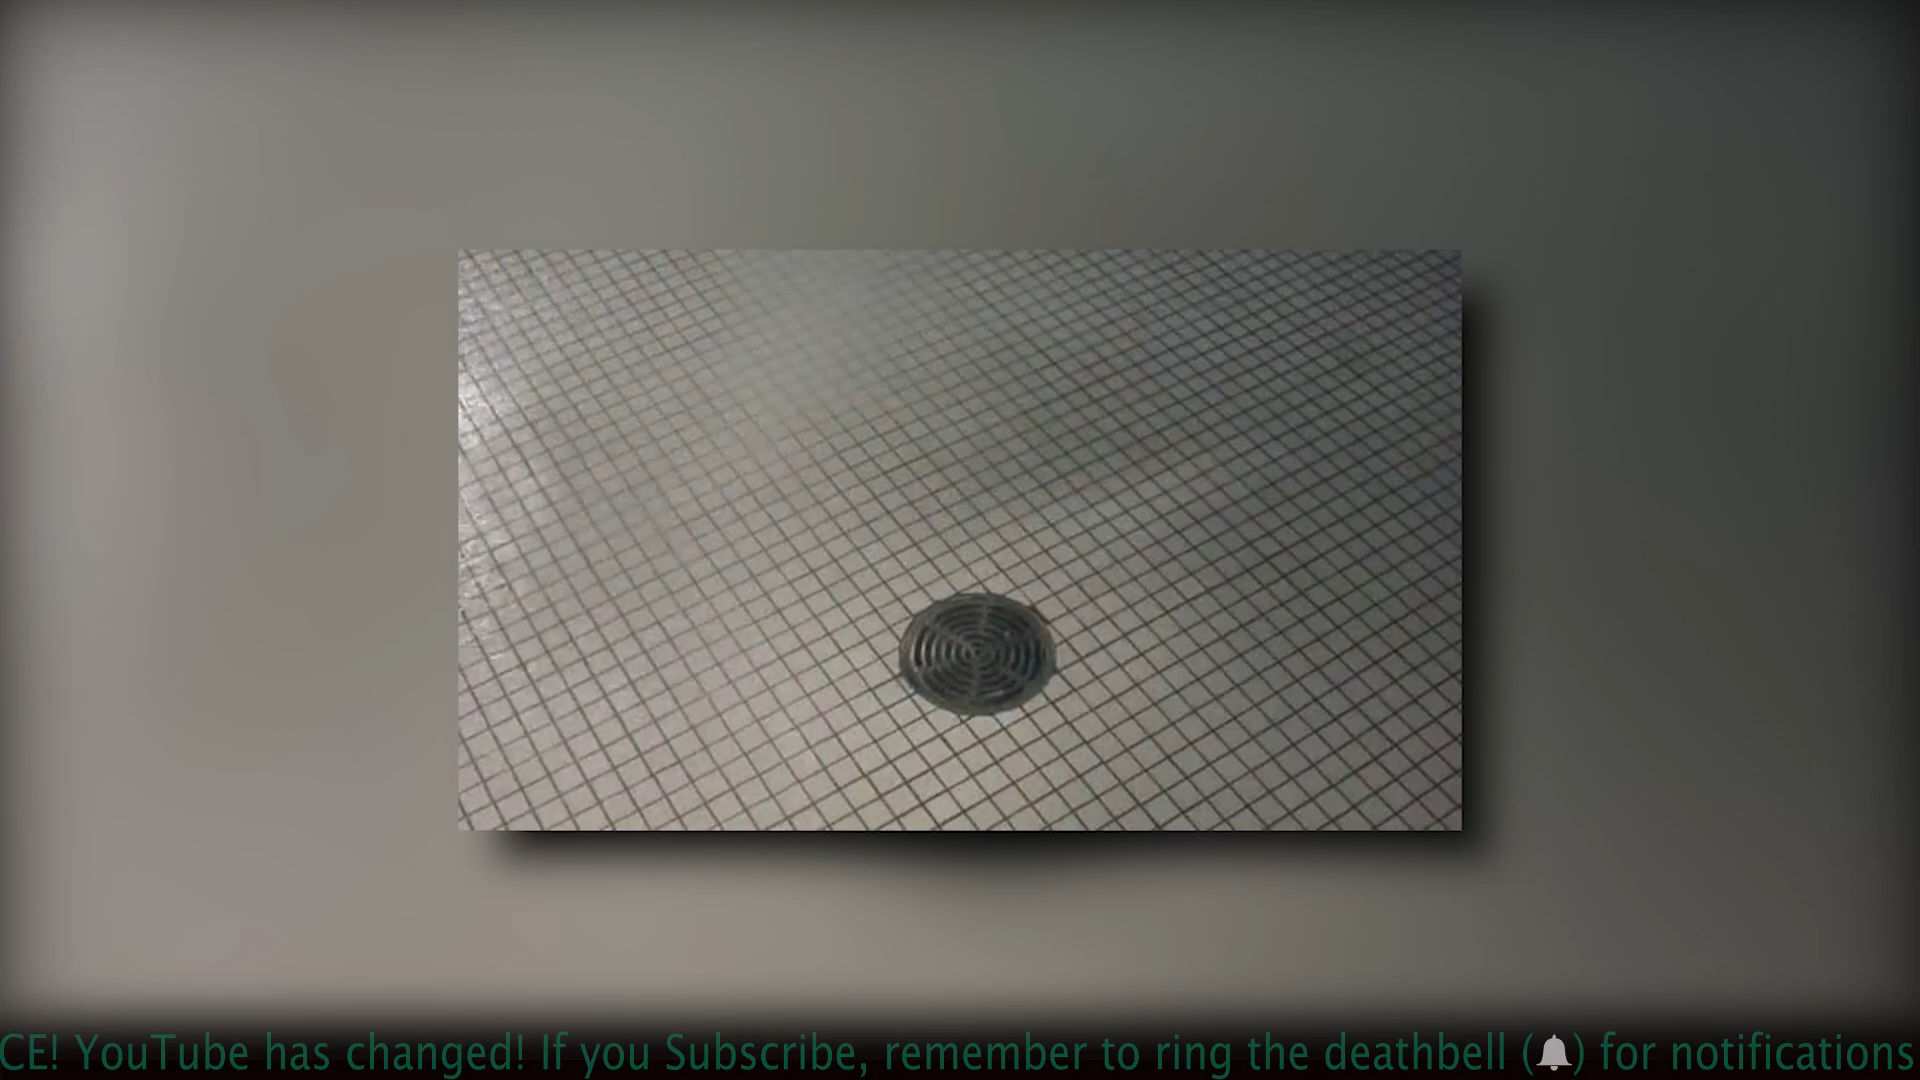 CE! YouTube has changed! If you Subscribe, remember to ring the deathbell (🔔) for notifications